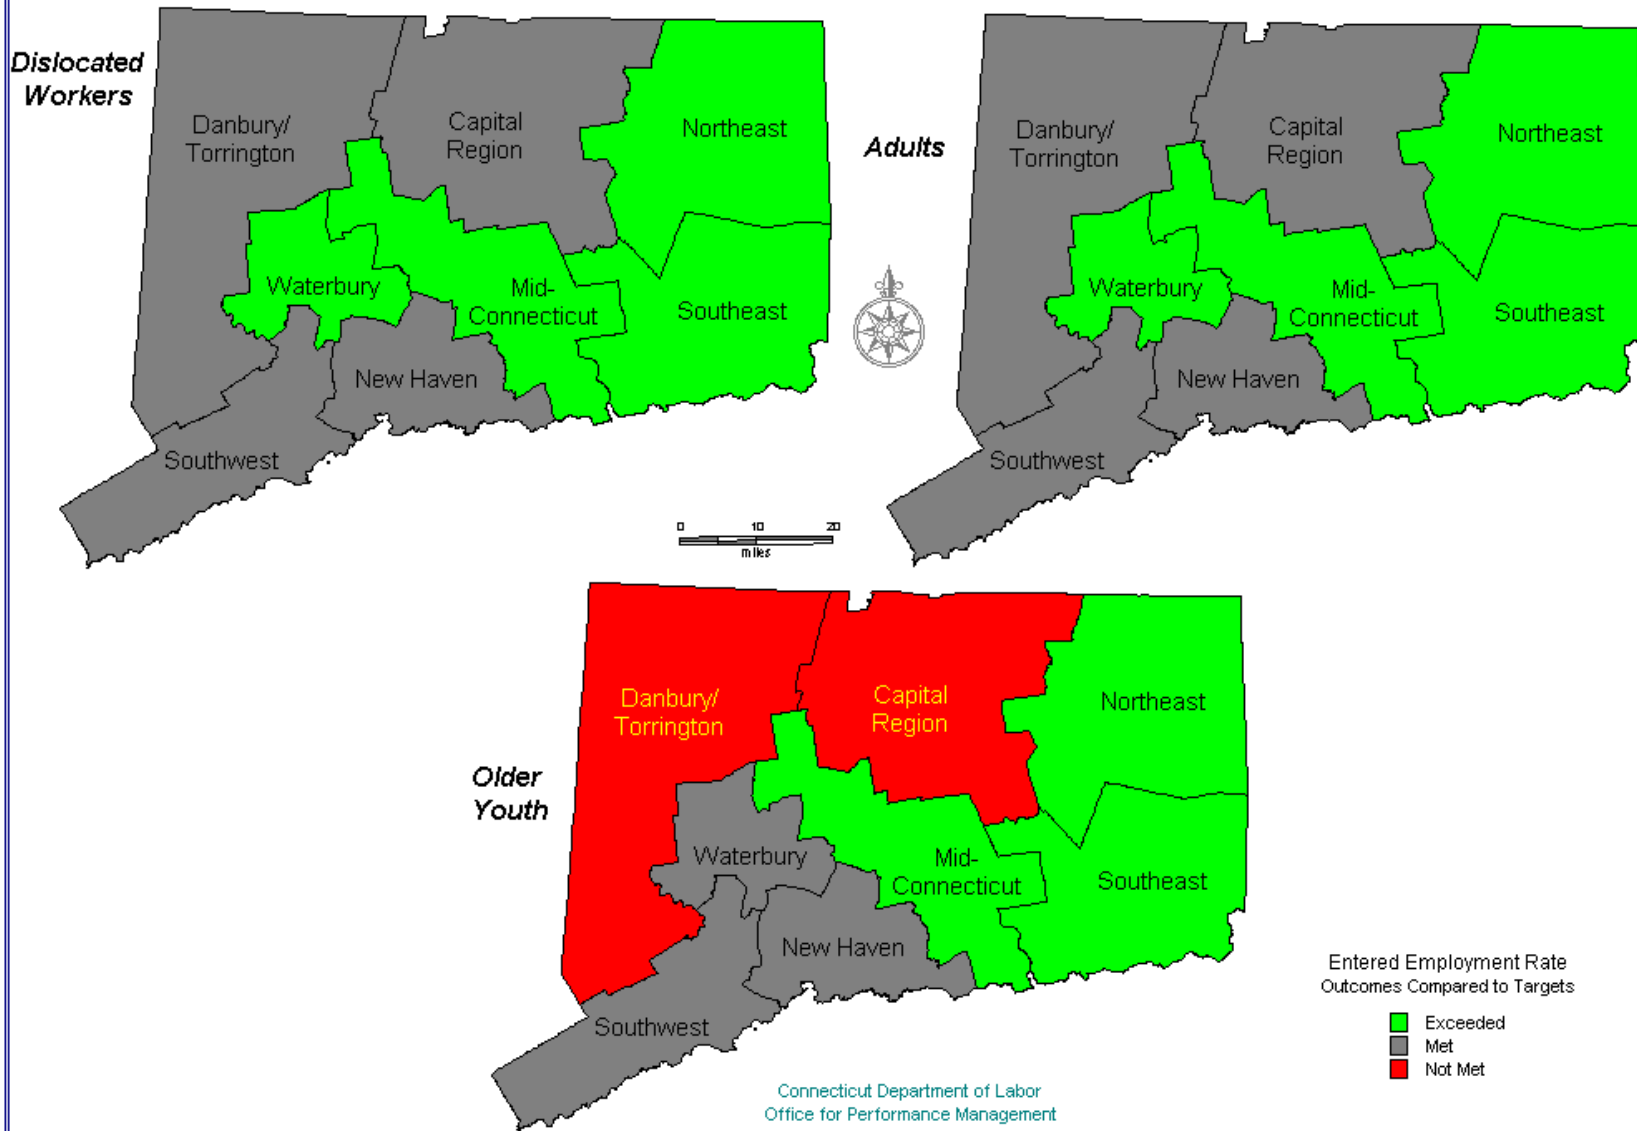 Dislocated
Workers
Danbury/
Torrington
Capital
Region
Northeast
Waterbury
Mid-
Connecticut
Southeast
New Haven
Southwest
Adults
Danbury/
Torrington
Capital
Region
Northeast
Waterbury
Mid-
Connecticut
Southeast
New Haven
Southwest
0 10 20
miles
Older
Youth
Danbury/
Torrington
Capital
Region
Northeast
Waterbury
Mid-
Connecticut
Southeast
New Haven
Southwest
Entered Employment Rate
Outcomes Compared to Targets
Exceeded
Met
Not Met
Connecticut Department of Labor
Office for Performance Management